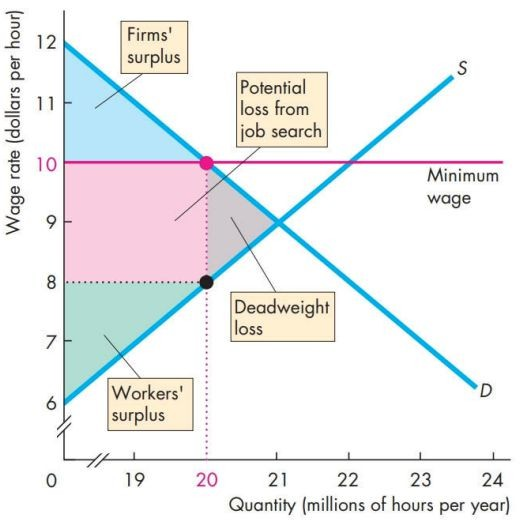 Wage rate (dollars per hour)
12
11
10
9
8
7
6
0
Firms'
surplus
Potential
loss from
job search
S
Minimum
wage
Deadweight
loss
Workers'
surplus
D
19 20 21 22 23 24
Quantity (millions of hours per year)